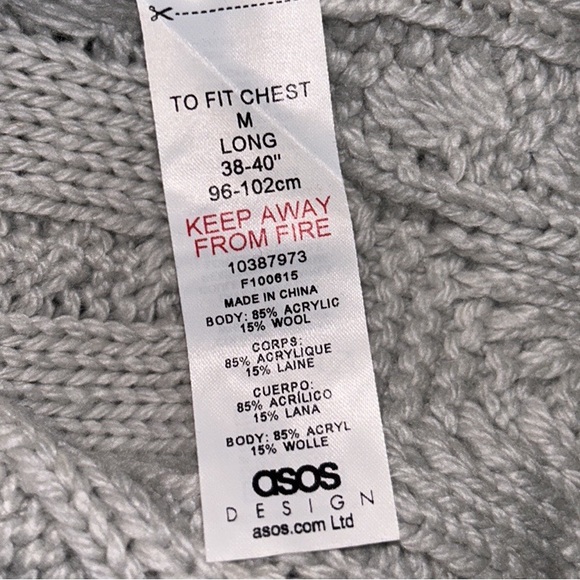 TO FIT CHEST
M
LONG
38-40"
96-102cm
KEEP AWAY
FROM FIRE
10387973
F100615
MADE IN CHINA
BODY: 85% ACRYLIC
15% WOOL
CORPS:
85% ACRYLIQUE
15% LAINE
CUERPO:
85% ACRÍLICO
15% LANA
BODY: 85% ACRYL
15% WOLLE
asos
DESIGN
asos.com Ltd